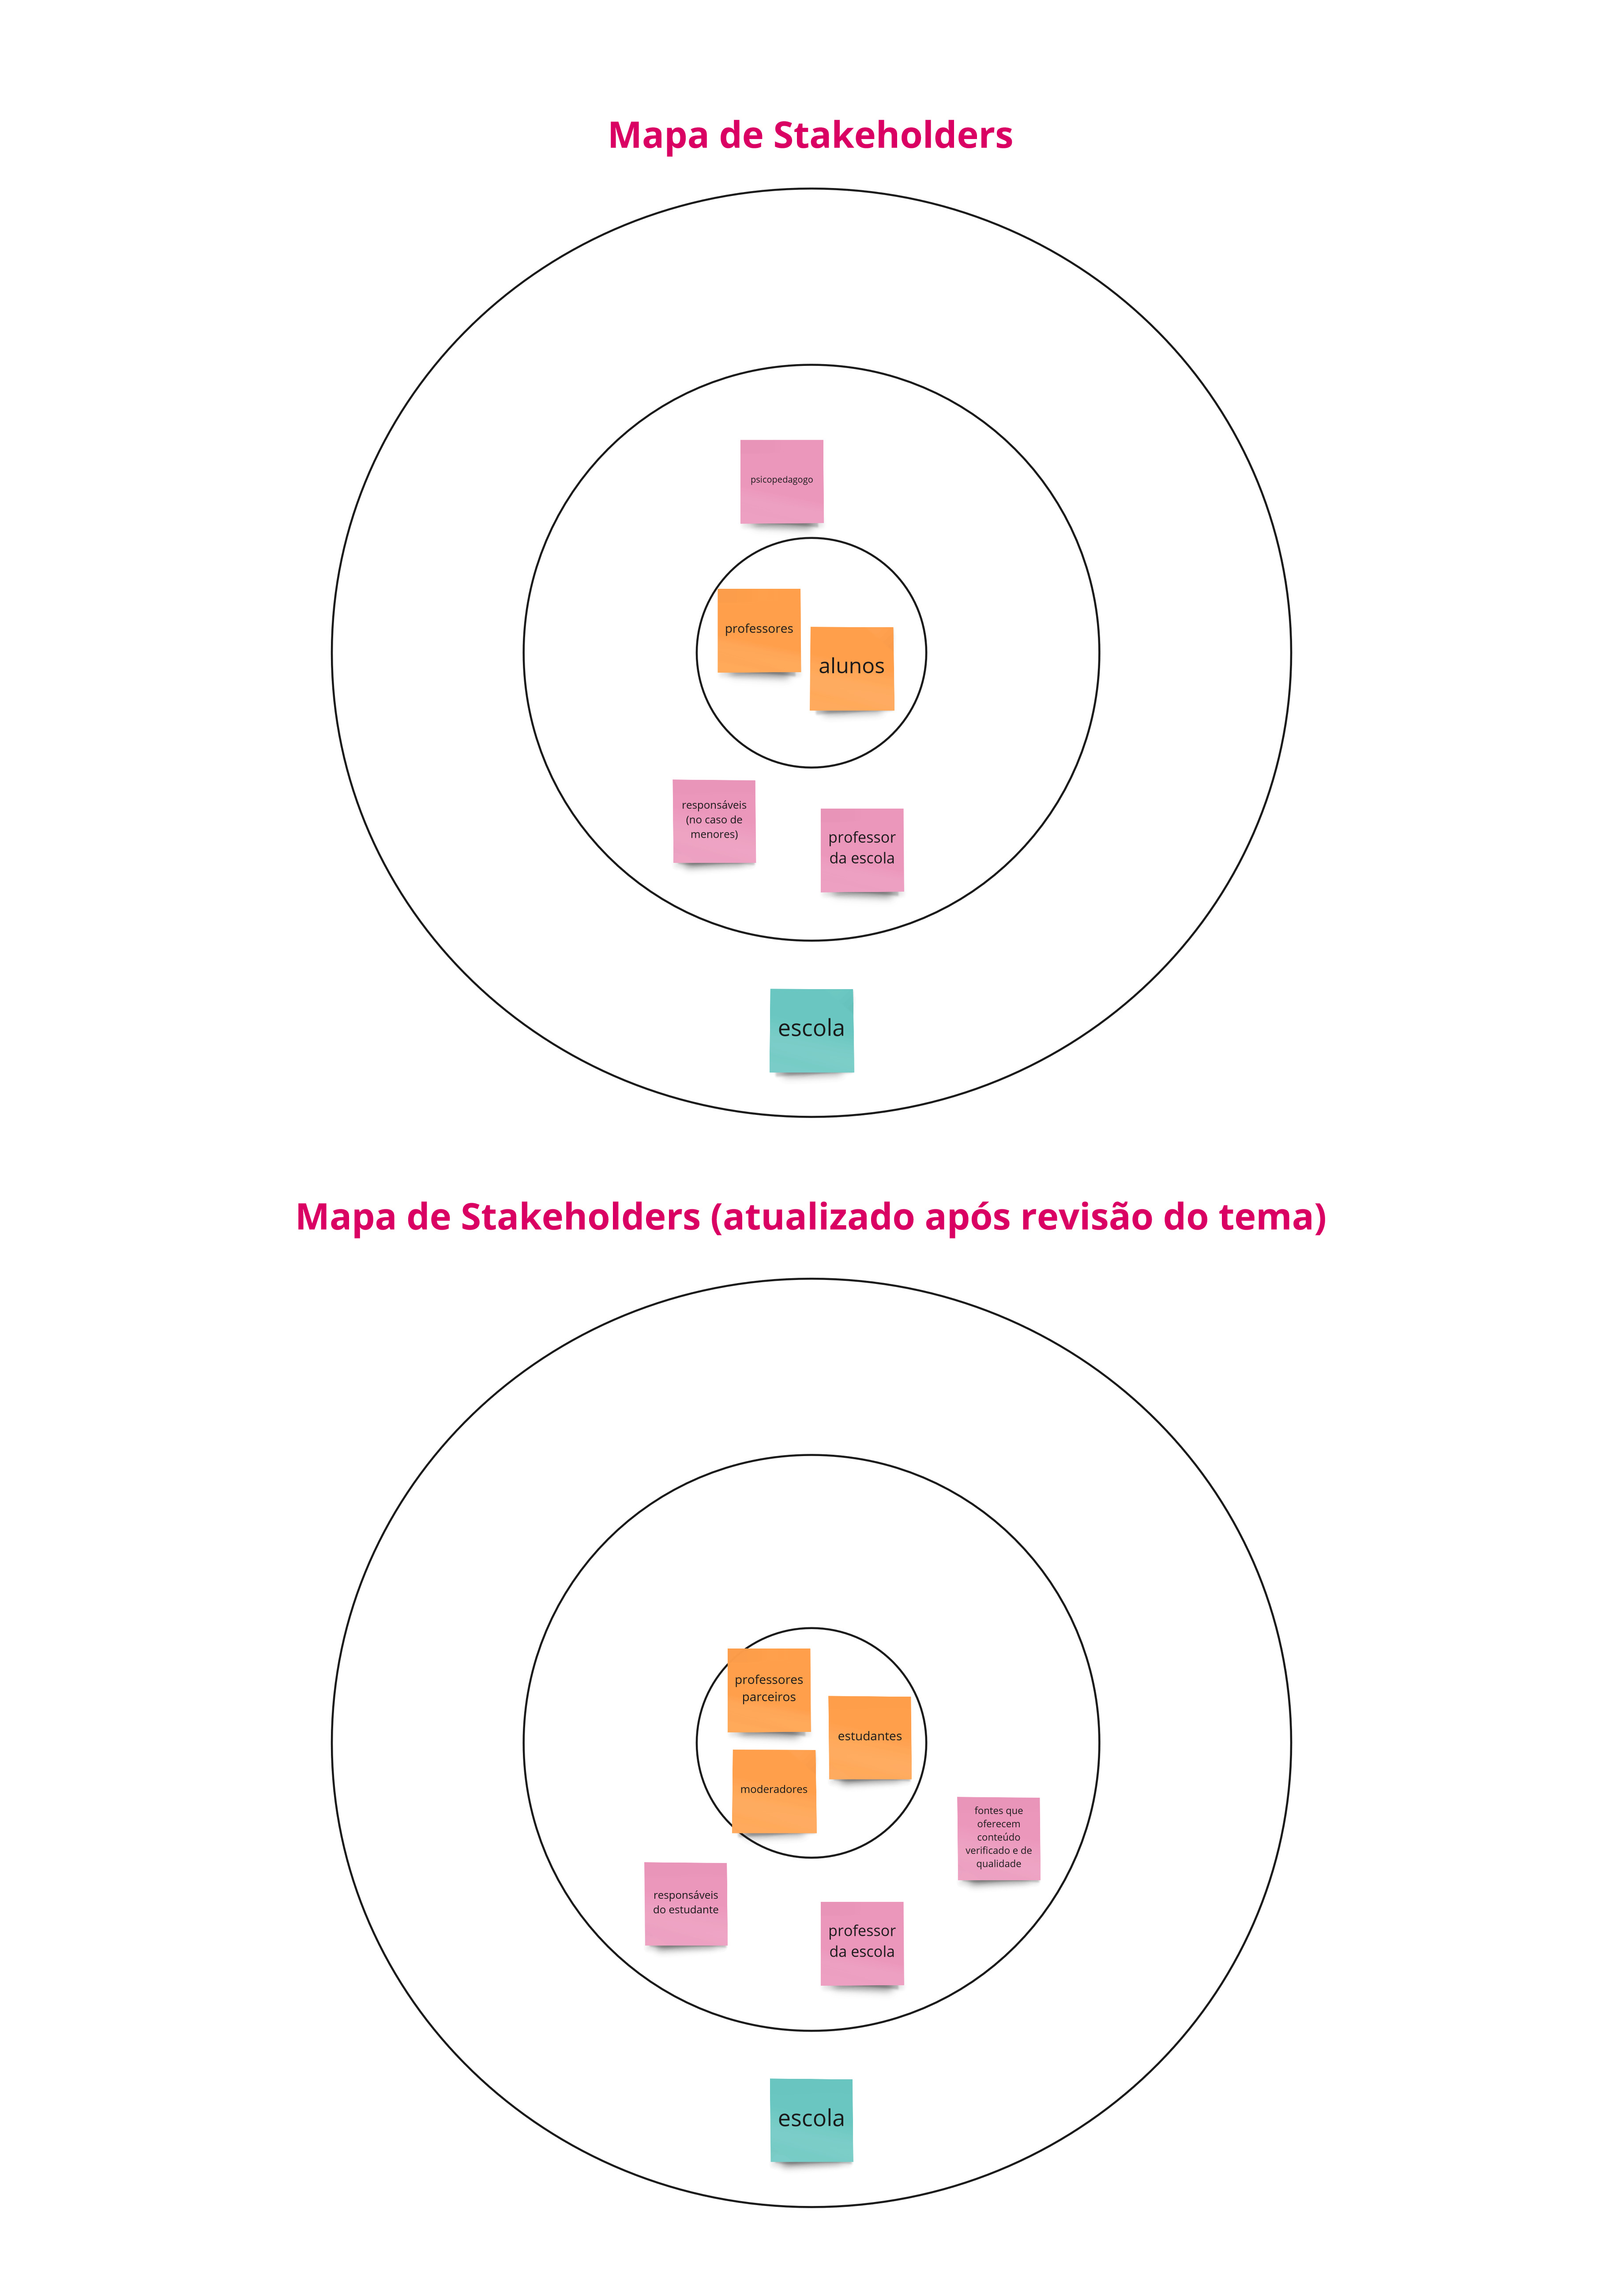 Mapa de Stakeholders
psicopedagogo
professores
alunos
responsáveis
(no caso de
menores)
professor
da escola
escola
Mapa de Stakeholders (atualizado após revisão do tema)
professores
parceiros
estudantes
moderadores
fontes que
oferecem
conteúdo
verificado e de
qualidade
responsáveis
do estudante
professor
da escola
escola